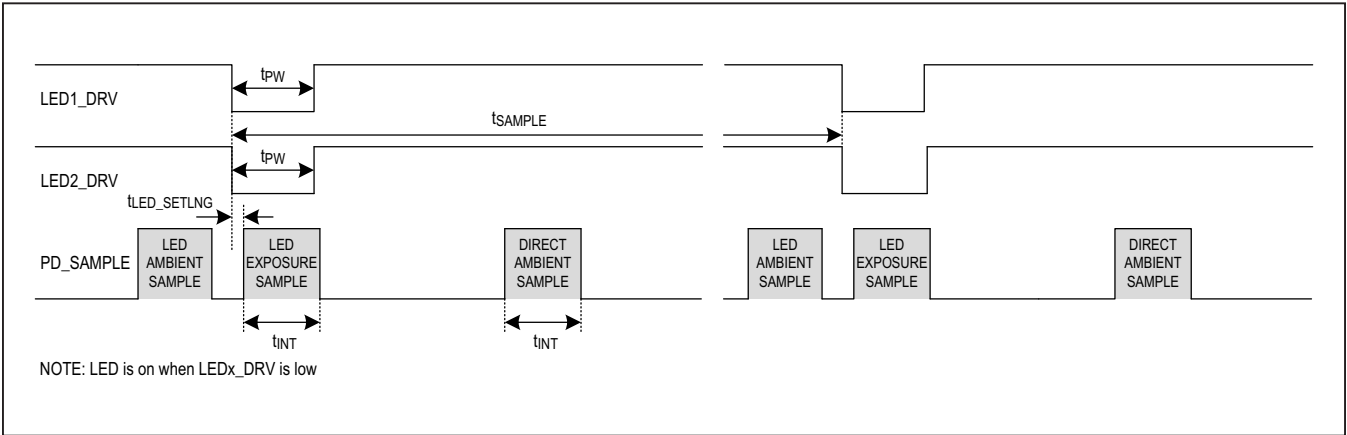 LED1_DRV
tPW
tSAMPLE
LED2_DRV
tPW
tLED_SETLNG
PD_SAMPLE
LED
AMBIENT
SAMPLE
LED
EXPOSURE
SAMPLE
DIRECT
AMBIENT
SAMPLE
LED
AMBIENT
SAMPLE
LED
EXPOSURE
SAMPLE
DIRECT
AMBIENT
SAMPLE
tINT
tINT
NOTE: LED is on when LEDx_DRV is low